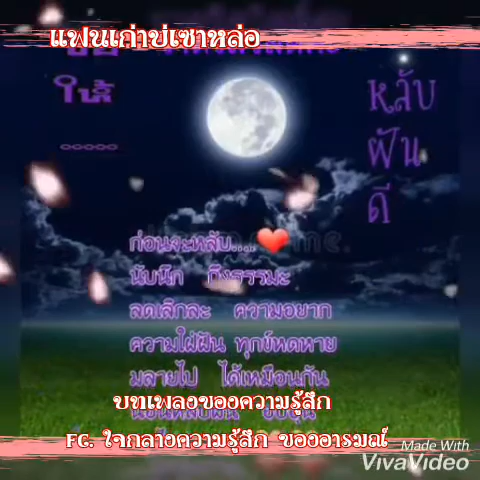 แฟนเก่าบ่เซาหล่อ
ให้
หลับ
ฝัน
ดี
ก่อนจะหลับ....
นับนึก ถึงธรรมะ
ลดเลิกละ ความอยาก
ความใฝ่ฝัน ทุกย์หดหาย
มลายไป ได้เหมือนกัน
บทเพลงของความรู้สึก
FC. ใจกลางความรู้สึก ของอารมณ์
Made With
VivaVideo